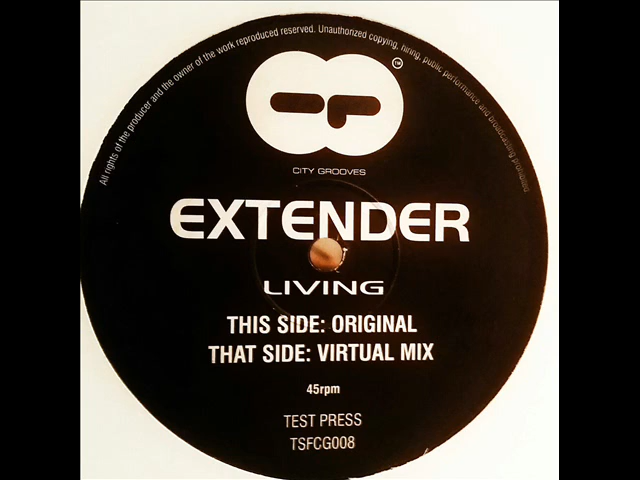 All rights of the producer and the owner of the work reproduced reserved. Unauthorized copying, hiring, public performance and broadcasting prohibited
TM
CITY GROOVES
EXTENDER
LIVING
THIS SIDE: ORIGINAL
THAT SIDE: VIRTUAL MIX
45rpm
TEST PRESS
TSFCG008